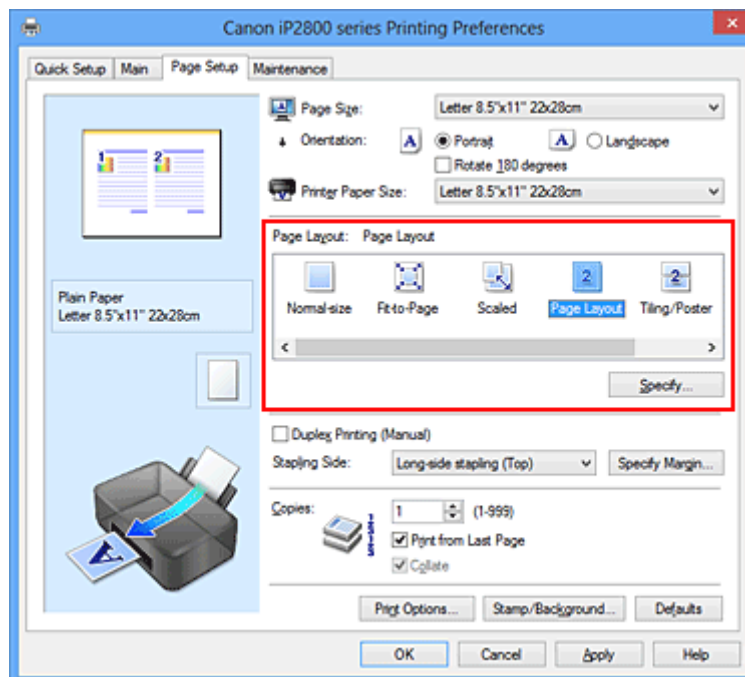 Canon iP2800 series Printing Preferences
Quick Setup Main Page Setup Maintenance
Page Size: Letter 8.5"x11" 22x28cm
Orientation: A Portrait A Landscape
Rotate 180 degrees
Printer Paper Size: Letter 8.5"x11" 22x28cm
1 2
Page Layout: Page Layout
2 2
Normal-size Fit-to-Page Scaled Page Layout Tiling/Poster
Plain Paper
Letter 8.5"x11" 22x28cm
Specify...
Duplex Printing (Manual)
Stapling Side: Long-side stapling (Top) Specify Margin...
Copies: 1 (1-999)
Print from Last Page
Collate
A
Print Options... Stamp/Background... Defaults
OK Cancel Apply Help